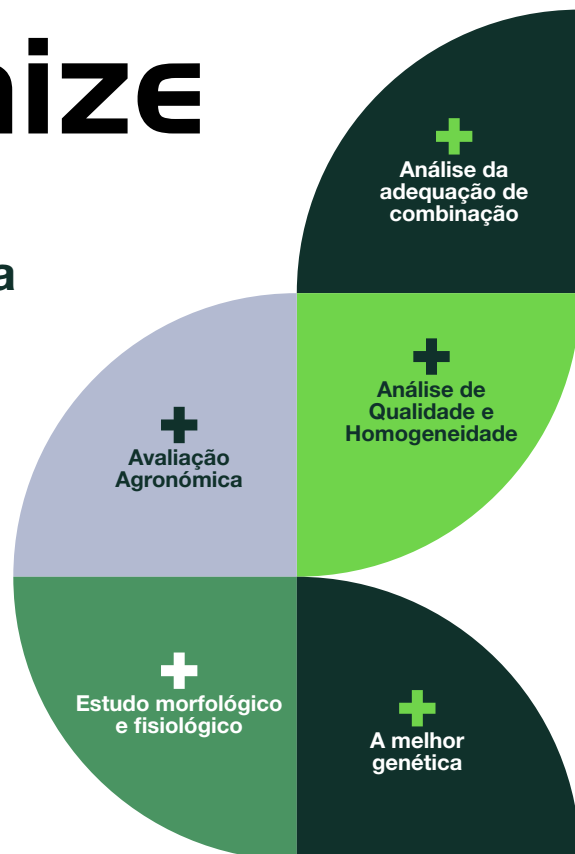 nize
a
Análise da
adequação de
combinação
Análise de
Qualidade e
Homogeneidade
Avaliação
Agronómica
Estudo morfológico
e fisiológico
A melhor
genética